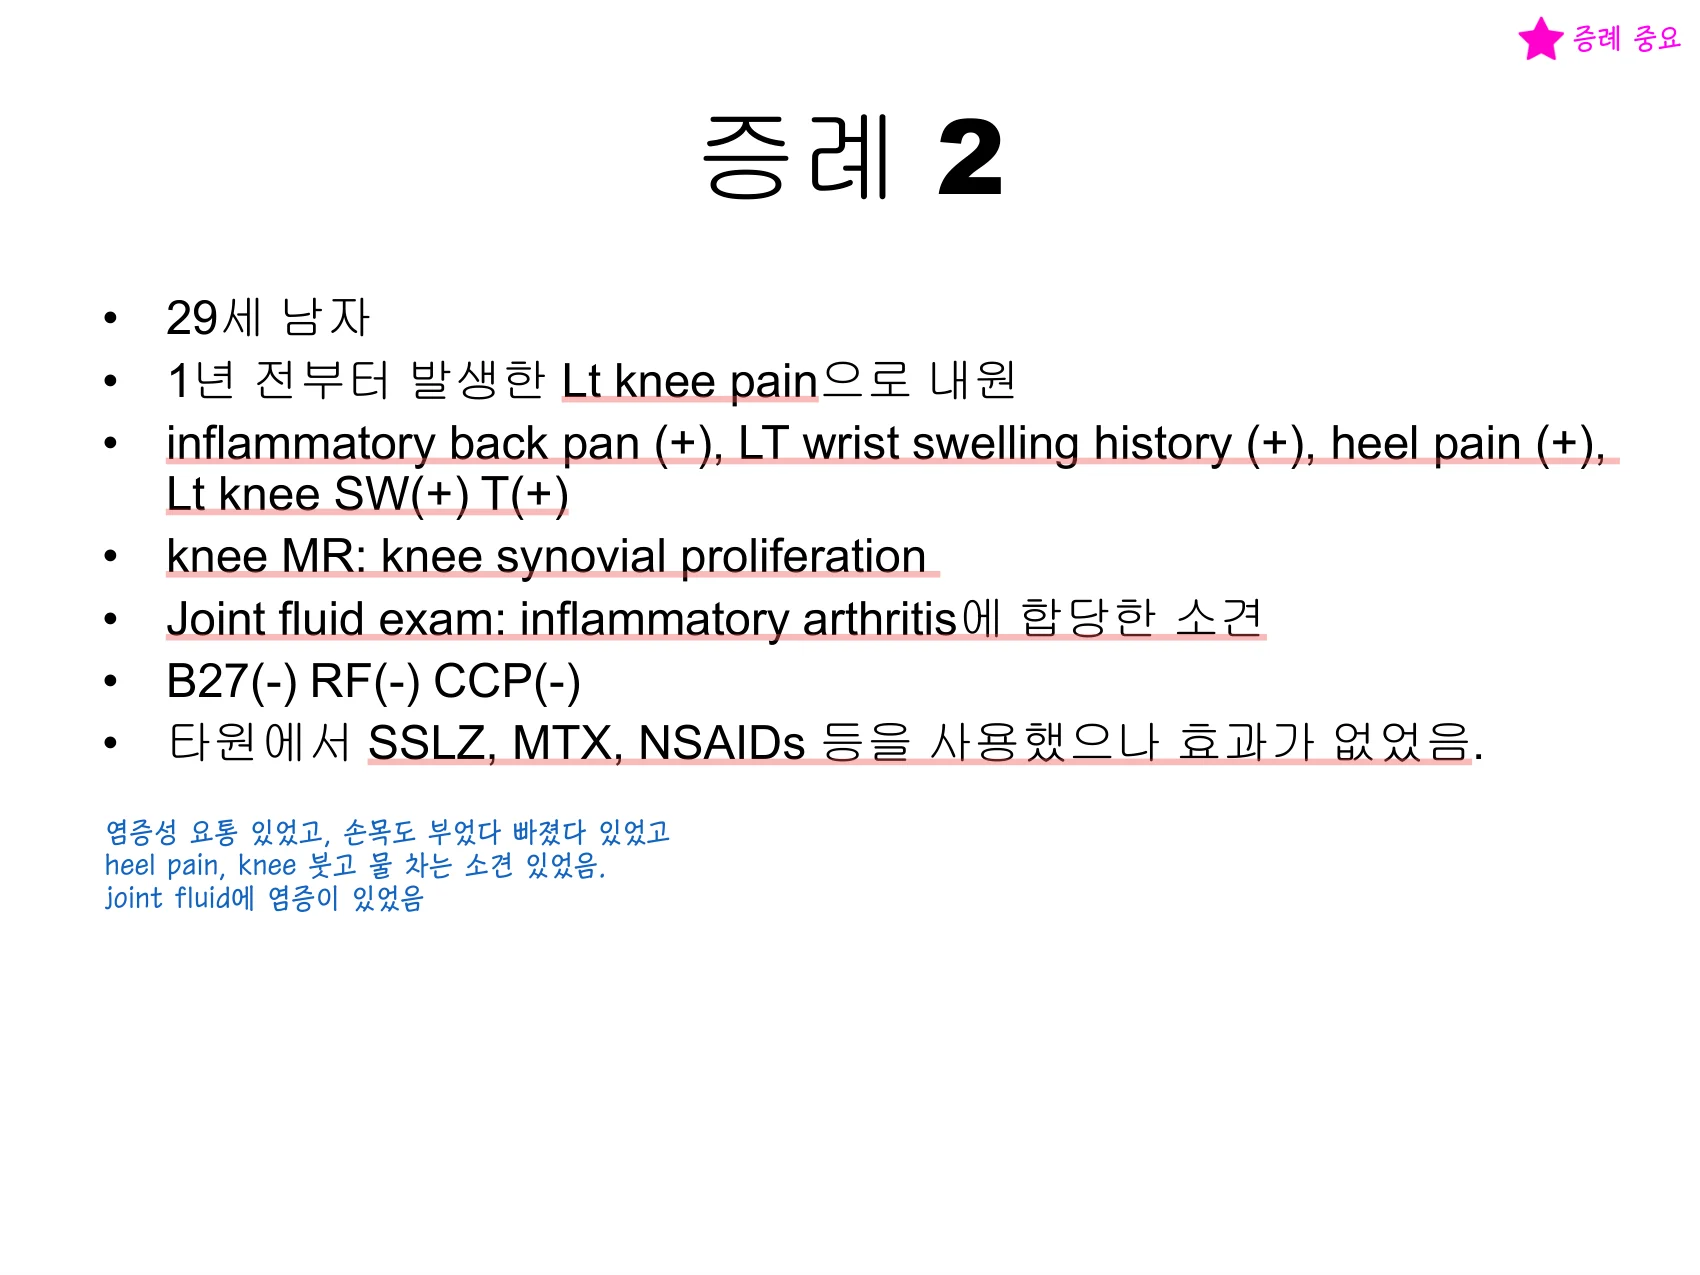 증례 중요
증례 2
• 29세 남자
• 1년 전부터 발생한 Lt knee pain으로 내원
• inflammatory back pan (+), LT wrist swelling history (+), heel pain (+),
Lt knee SW(+) T(+)
• knee MR: knee synovial proliferation
• Joint fluid exam: inflammatory arthritis에 합당한 소견
• B27(-) RF(-) CCP(-)
• 타원에서 SSLZ, MTX, NSAIDs 등을 사용했으나 효과가 없었음.
염증성 요통 있었고, 손목도 부었다 빠졌다 있었고
heel pain, knee 붓고 물 차는 소견 있었음.
joint fluid에 염증이 있었음